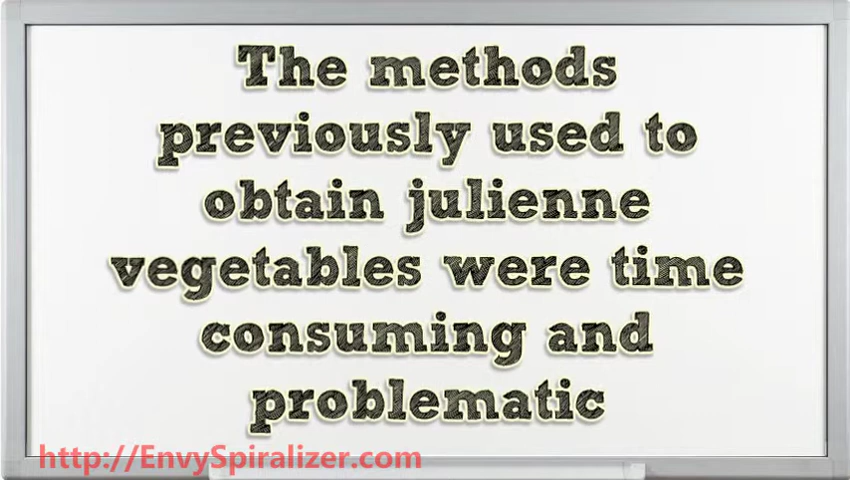 The methods
previously used to
obtain julienne
vegetables were time
consuming and
problematic
http://EnvySpiralizer.com